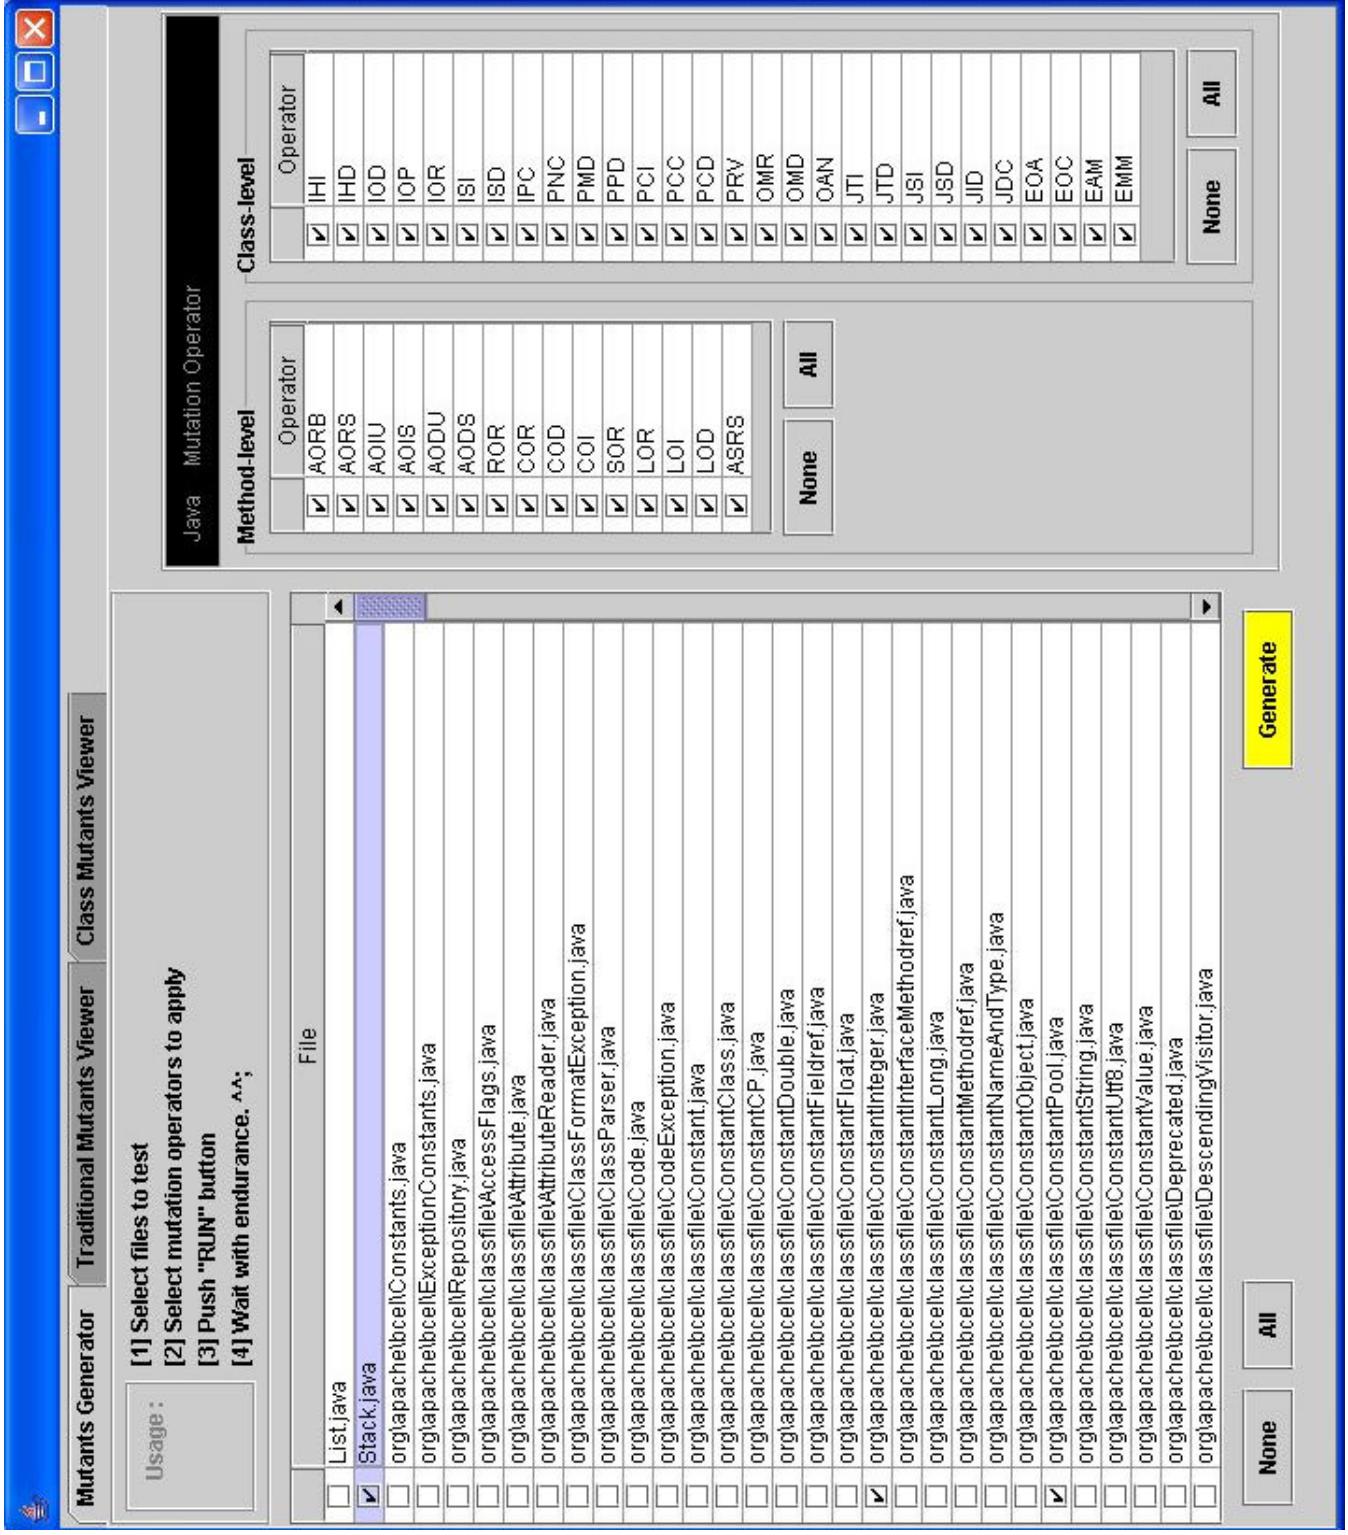 Mutants Generator
Traditional Mutants Viewer
Class Mutants Viewer
Usage :
[1] Select files to test
[2] Select mutation operators to apply
[3] Push "RUN" button
[4] Wait with endurance. ^^;
File
List.java
Stack.java
org\apache\bcel\Constants.java
org\apache\bcel\ExceptionConstants.java
org\apache\bcel\Repository.java
org\apache\bcel\classfile\AccessFlags.java
org\apache\bcel\classfile\Attribute.java
org\apache\bcel\classfile\AttributeReader.java
org\apache\bcel\classfile\ClassFormatException.java
org\apache\bcel\classfile\ClassParser.java
org\apache\bcel\classfile\Code.java
org\apache\bcel\classfile\CodeException.java
org\apache\bcel\classfile\Constant.java
org\apache\bcel\classfile\ConstantClass.java
org\apache\bcel\classfile\ConstantCP.java
org\apache\bcel\classfile\ConstantDouble.java
org\apache\bcel\classfile\ConstantFieldref.java
org\apache\bcel\classfile\ConstantFloat.java
org\apache\bcel\classfile\ConstantInteger.java
org\apache\bcel\classfile\ConstantInterfaceMethodref.java
org\apache\bcel\classfile\ConstantLong.java
org\apache\bcel\classfile\ConstantMethodref.java
org\apache\bcel\classfile\ConstantNameAndType.java
org\apache\bcel\classfile\ConstantObject.java
org\apache\bcel\classfile\ConstantPool.java
org\apache\bcel\classfile\ConstantString.java
org\apache\bcel\classfile\ConstantUtf8.java
org\apache\bcel\classfile\ConstantValue.java
org\apache\bcel\classfile\Deprecated.java
org\apache\bcel\classfile\DescendingVisitor.java
None
All
Generate
Java Mutation Operator
Method-level
Operator
AORB
AORS
AOIU
AOIS
AODU
AODS
ROR
COR
COD
COI
SOR
LOR
LOI
LOD
ASRS
None
All
Class-level
Operator
IHI
IHD
IOD
IOP
IOR
ISI
ISD
IPC
PNC
PMD
PPD
PCI
PCC
PCD
PRV
OMR
OMD
OAN
JTI
JTD
JSI
JSD
JID
JDC
EOA
EOC
EAM
EMM
None
All